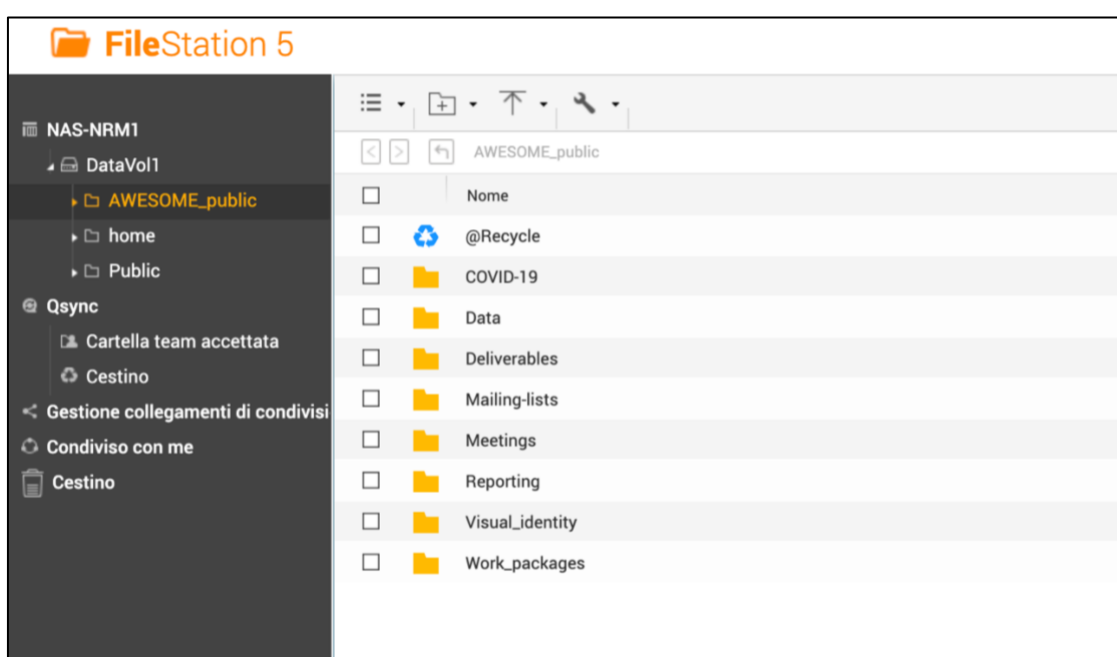 FileStation 5
NAS-NRM1
DataVol1
AWESOME_public
home
Public
Qsync
Cartella team accettata
Cestino
Gestione collegamenti di condivisi
Condiviso con me
Cestino
AWESOME_public
Nome
@Recycle
COVID-19
Data
Deliverables
Mailing-lists
Meetings
Reporting
Visual_identity
Work_packages